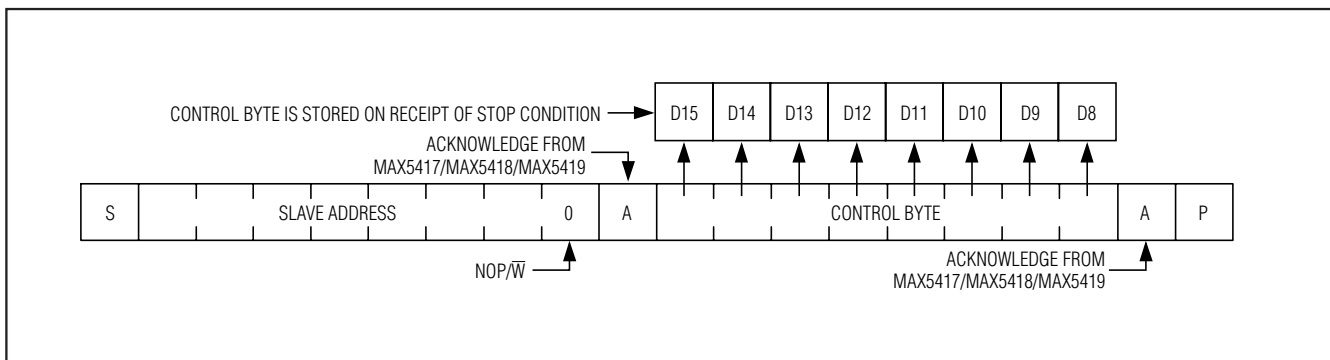 CONTROL BYTE IS STORED ON RECEIPT OF STOP CONDITION D15 D14 D13 D12 D11 D10 D9 D8
ACKNOWLEDGE FROM
MAX5417/MAX5418/MAX5419
S SLAVE ADDRESS 0 A CONTROL BYTE A P
NOP/W̅
ACKNOWLEDGE FROM
MAX5417/MAX5418/MAX5419